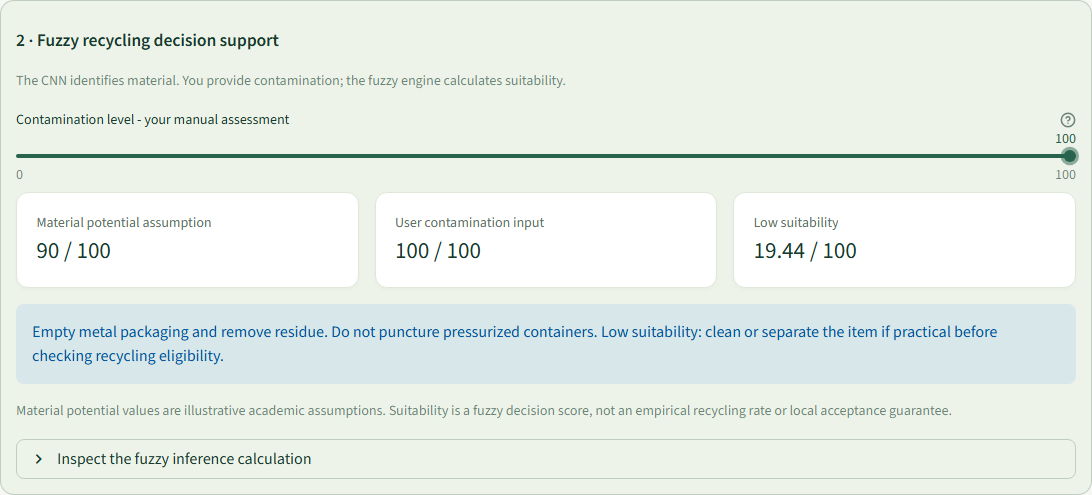 2 · Fuzzy recycling decision support
The CNN identifies material. You provide contamination; the fuzzy engine calculates suitability.
Contamination level - your manual assessment
?
100
0
100
Material potential assumption
90 / 100
User contamination input
100 / 100
Low suitability
19.44 / 100
Empty metal packaging and remove residue. Do not puncture pressurized containers. Low suitability: clean or separate the item if practical before
checking recycling eligibility.
Material potential values are illustrative academic assumptions. Suitability is a fuzzy decision score, not an empirical recycling rate or local acceptance guarantee.
Inspect the fuzzy inference calculation